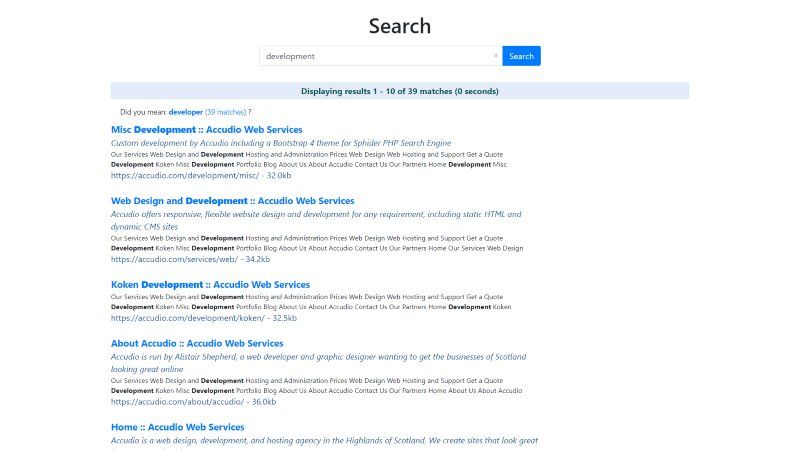 Search
development × Search
Displaying results 1 - 10 of 39 matches (0 seconds)
Did you mean: developer (39 matches) ?
Misc Development :: Accudio Web Services
Custom development by Accudio including a Bootstrap 4 theme for Sphider PHP Search Engine
Our Services Web Design and Development Hosting and Administration Prices Web Design Web Hosting and Support Get a Quote
Development Koken Misc Development Portfolio Blog About Us About Accudio Contact Us Our Partners Home Development Misc
https://accudio.com/development/misc/ - 32.0kb
Web Design and Development :: Accudio Web Services
Accudio offers responsive, flexible website design and development for any requirement, including static HTML and
dynamic CMS sites
Our Services Web Design and Development Hosting and Administration Prices Web Design Web Hosting and Support Get a Quote
Development Koken Misc Development Portfolio Blog About Us About Accudio Contact Us Our Partners Home Our Services Web Design
https://accudio.com/services/web/ - 34.2kb
Koken Development :: Accudio Web Services
Our Services Web Design and Development Hosting and Administration Prices Web Design Web Hosting and Support Get a Quote
Development Koken Misc Development Portfolio Blog About Us About Accudio Contact Us Our Partners Home Development Koken
https://accudio.com/development/koken/ - 32.5kb
About Accudio :: Accudio Web Services
Accudio is run by Alistair Shepherd, a web developer and graphic designer wanting to get the businesses of Scotland
looking great online
Our Services Web Design and Development Hosting and Administration Prices Web Design Web Hosting and Support Get a Quote
Development Koken Misc Development Portfolio Blog About Us About Accudio Contact Us Our Partners Home About Us About Accudio
https://accudio.com/about/accudio/ - 36.0kb
Home :: Accudio Web Services
Accudio is a web design, development, and hosting agency in the Highlands of Scotland. We create sites that look great